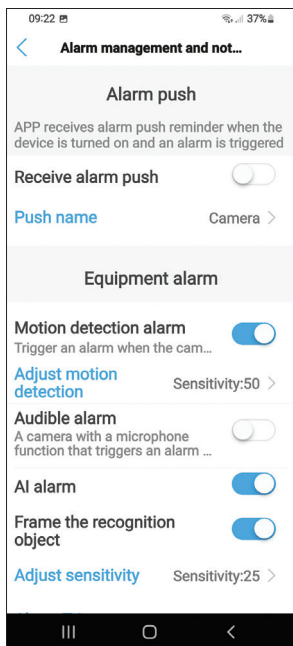 09:22 37%
Alarm management and not...
Alarm push
APP receives alarm push reminder when the
device is turned on and an alarm is triggered
Receive alarm push
Push name Camera >
Equipment alarm
Motion detection alarm
Trigger an alarm when the cam...
Adjust motion
detection Sensitivity:50 >
Audible alarm
A camera with a microphone
function that triggers an alarm ...
AI alarm
Frame the recognition
object
Adjust sensitivity Sensitivity:25 >